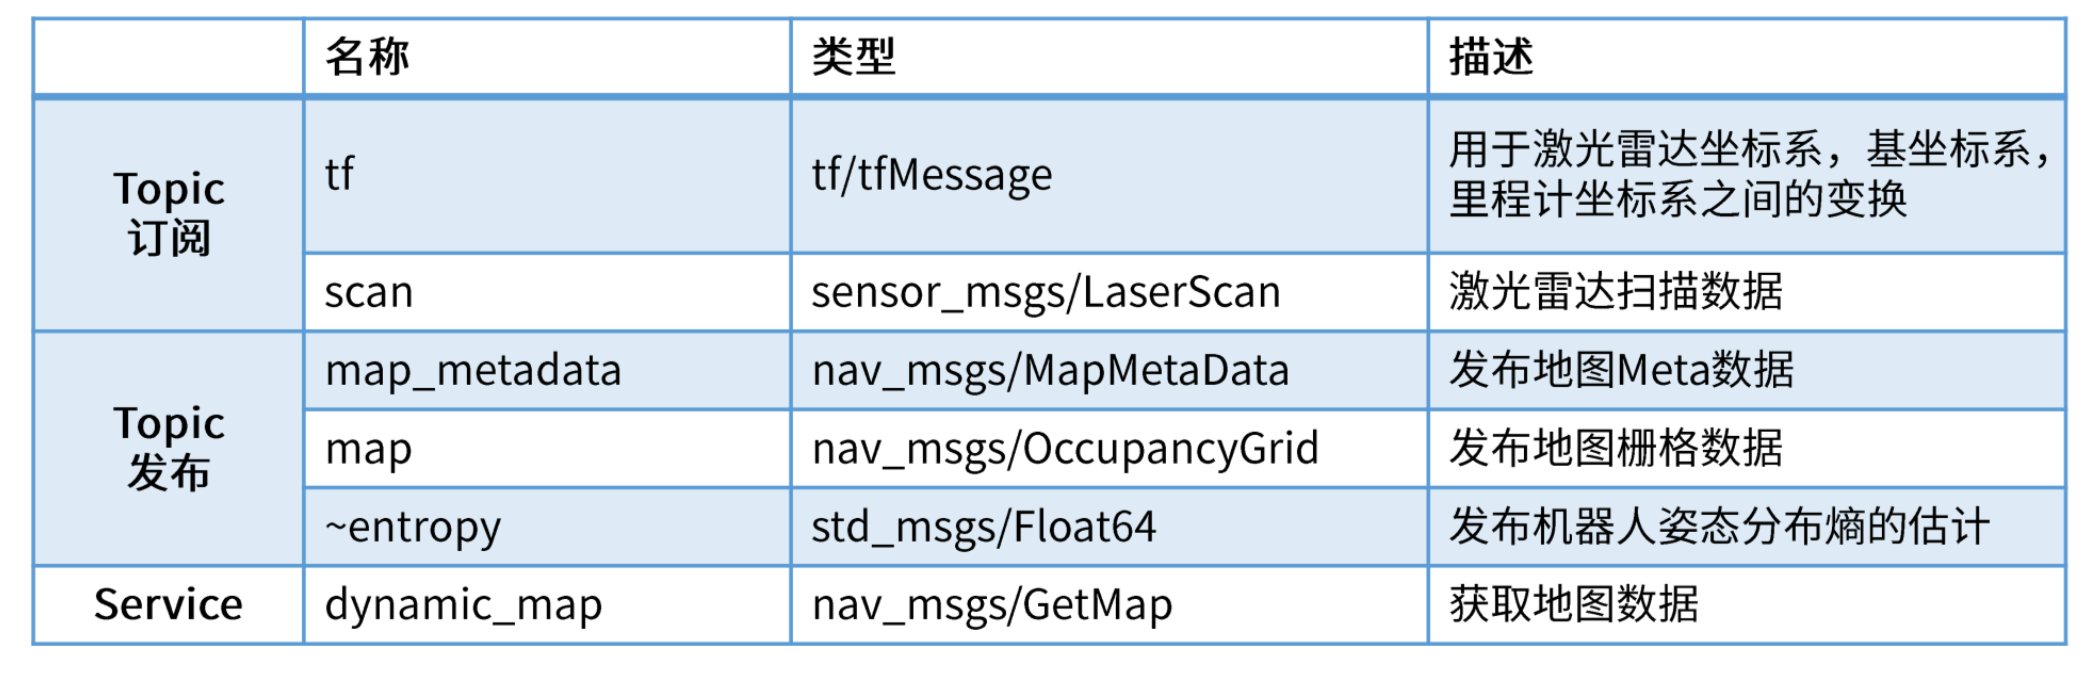 名称 类型 描述
Topic
订阅
tf tf/tfMessage 用于激光雷达坐标系，基坐标系，
里程计坐标系之间的变换
scan sensor_msgs/LaserScan 激光雷达扫描数据
Topic
发布
map_metadata nav_msgs/MapMetaData 发布地图Meta数据
map nav_msgs/OccupancyGrid 发布地图栅格数据
~entropy std_msgs/Float64 发布机器人姿态分布熵的估计
Service dynamic_map nav_msgs/GetMap 获取地图数据